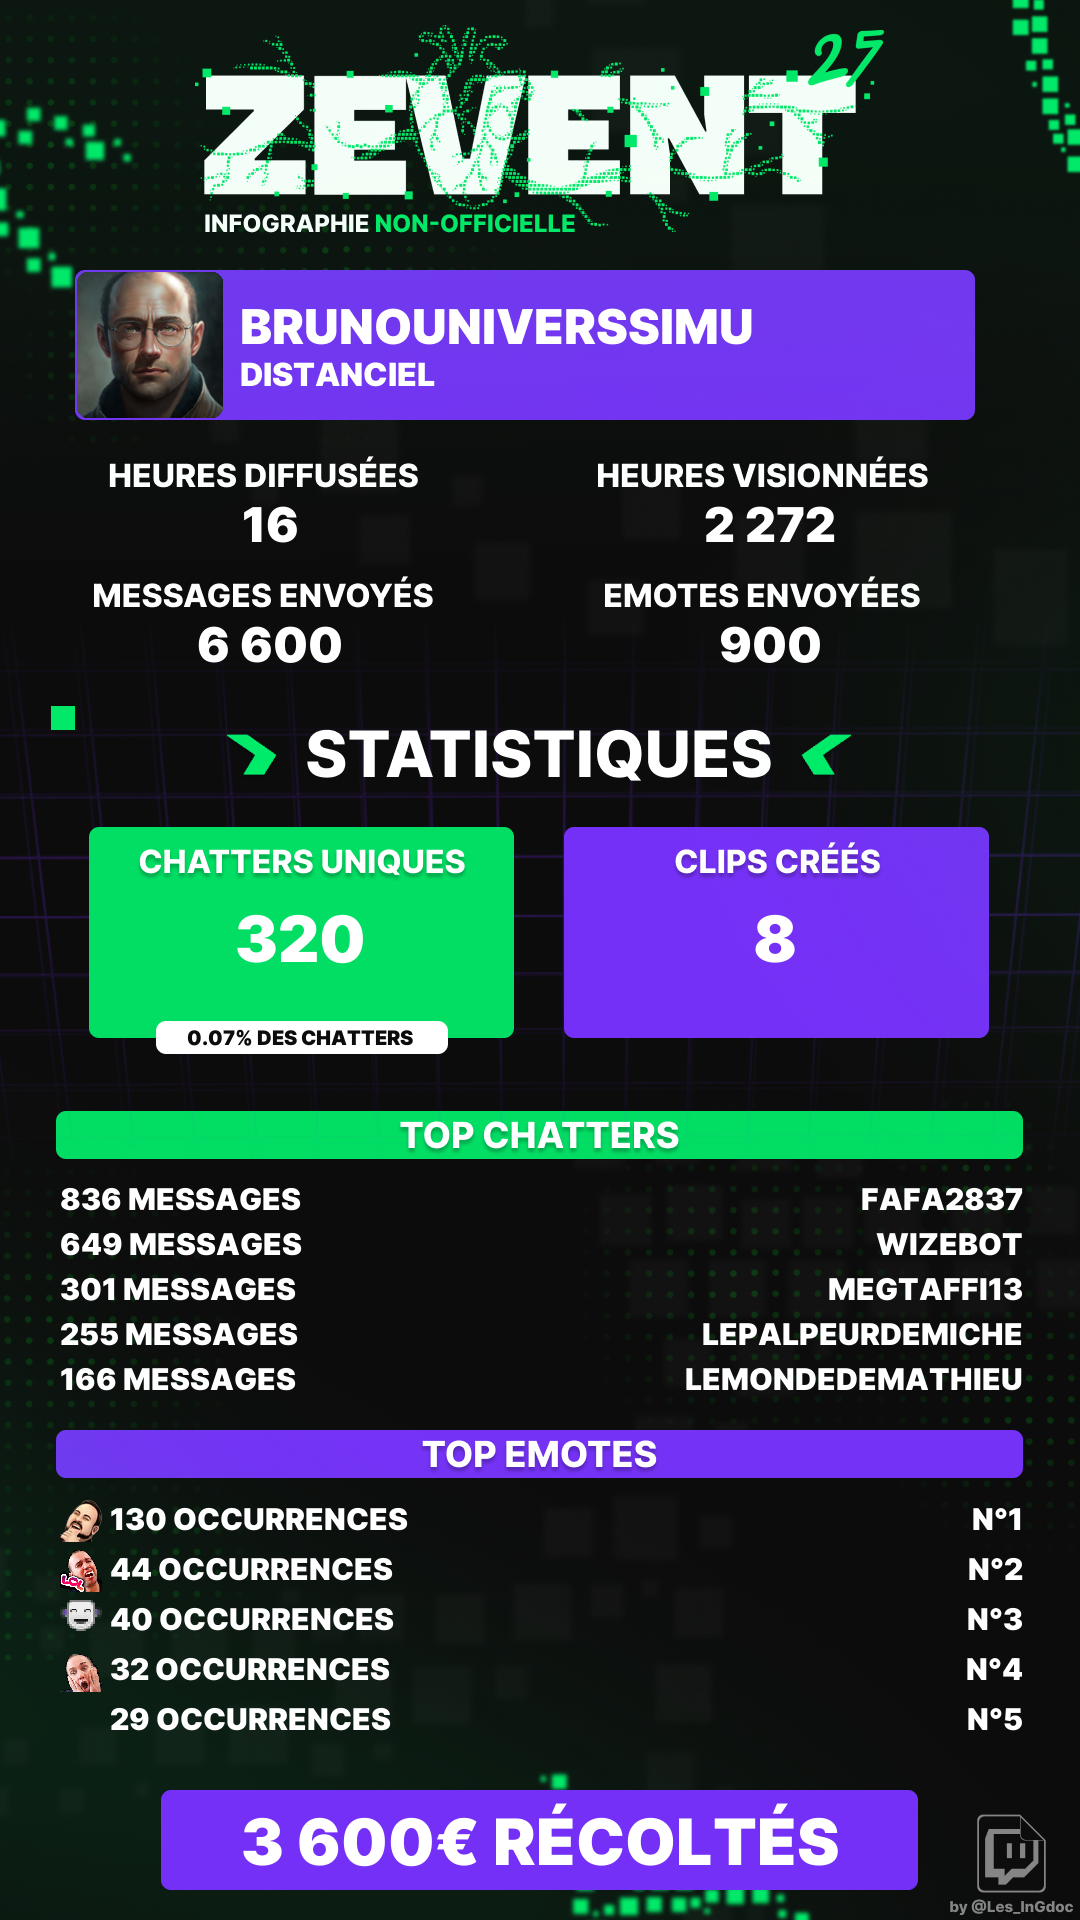 ZEVENT 25
INFOGRAPHIE NON-OFFICIELLE
BRUNOUNIVERSSIMU
DISTANCIEL
HEURES DIFFUSÉES
16
HEURES VISIONNÉES
2 272
MESSAGES ENVOYÉS
6 600
EMOTES ENVOYÉES
900
STATISTIQUES
CHATTERS UNIQUES
320
0.07% DES CHATTERS
CLIPS CRÉÉS
8
TOP CHATTERS
836 MESSAGES FAFA2837
649 MESSAGES WIZEBOT
301 MESSAGES MEGTAFFI13
255 MESSAGES LEPALPEURDEMICHE
166 MESSAGES LEMONDEDEMATHIEU
TOP EMOTES
130 OCCURRENCES N°1
LCL 44 OCCURRENCES N°2
40 OCCURRENCES N°3
32 OCCURRENCES N°4
29 OCCURRENCES N°5
3 600€ RÉCOLTÉS
by @Les_InGdoc